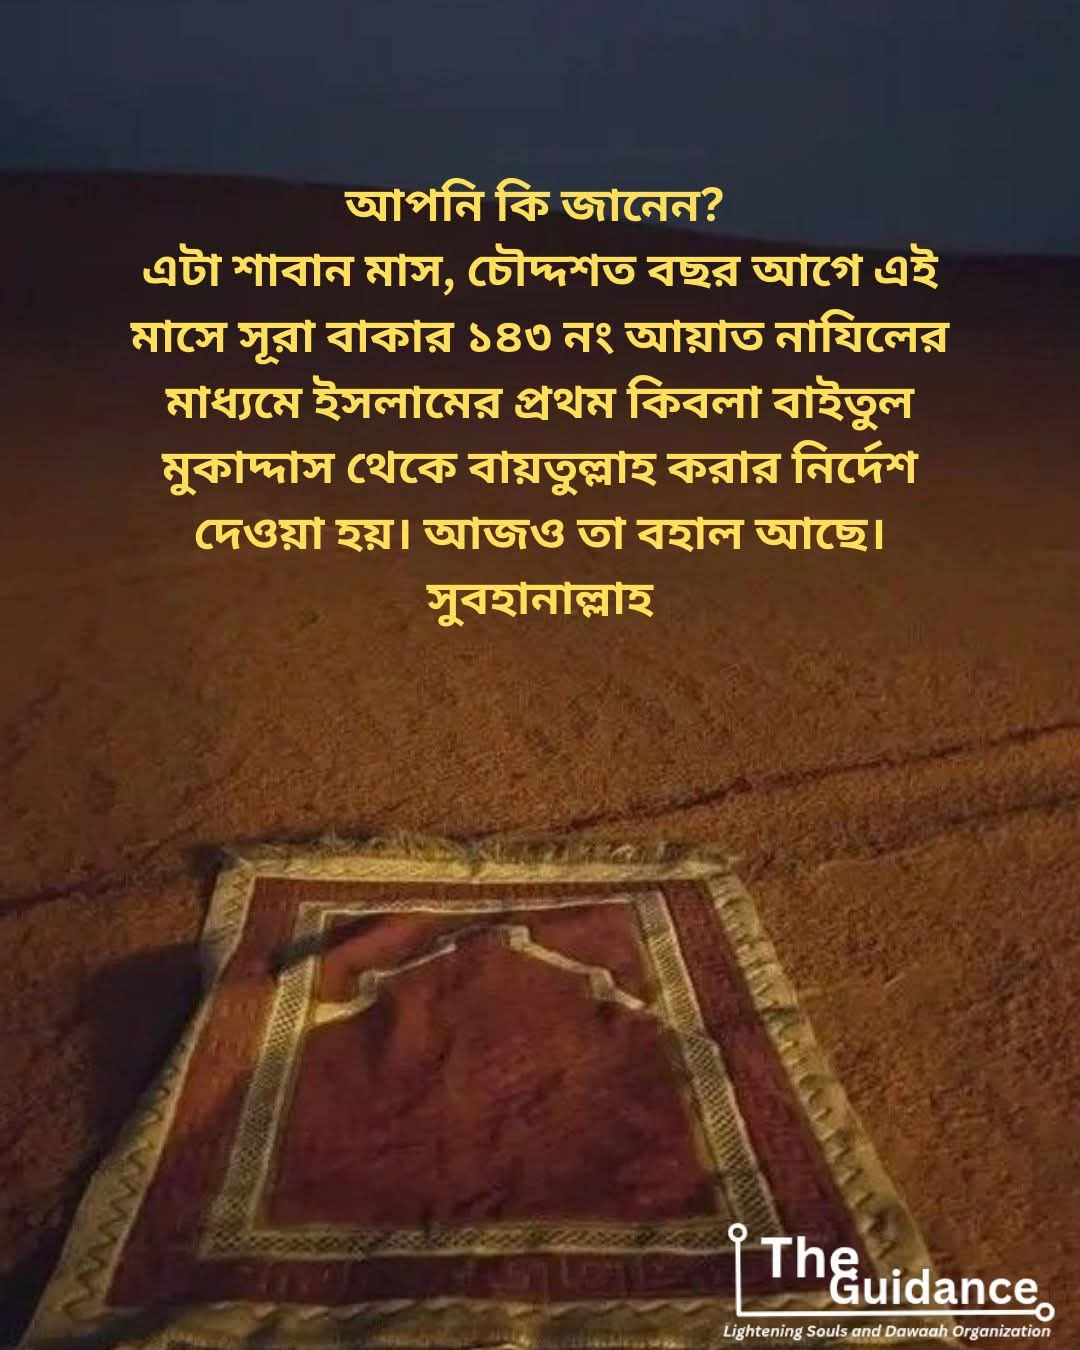 আপনি কি জানেন?
এটা শাবান মাস, চৌদ্দশত বছর আগে এই
মাসে সূরা বাকার ১৪৩ নং আয়াত নাযিলের
মাধ্যমে ইসলামের প্রথম কিবলা বাইতুল
মুকাদ্দাস থেকে বায়তুল্লাহ করার নির্দেশ
দেওয়া হয়। আজও তা বহাল আছে।
সুবহানাল্লাহ
The
Guidance
Lightening Souls and Dawaah Organization